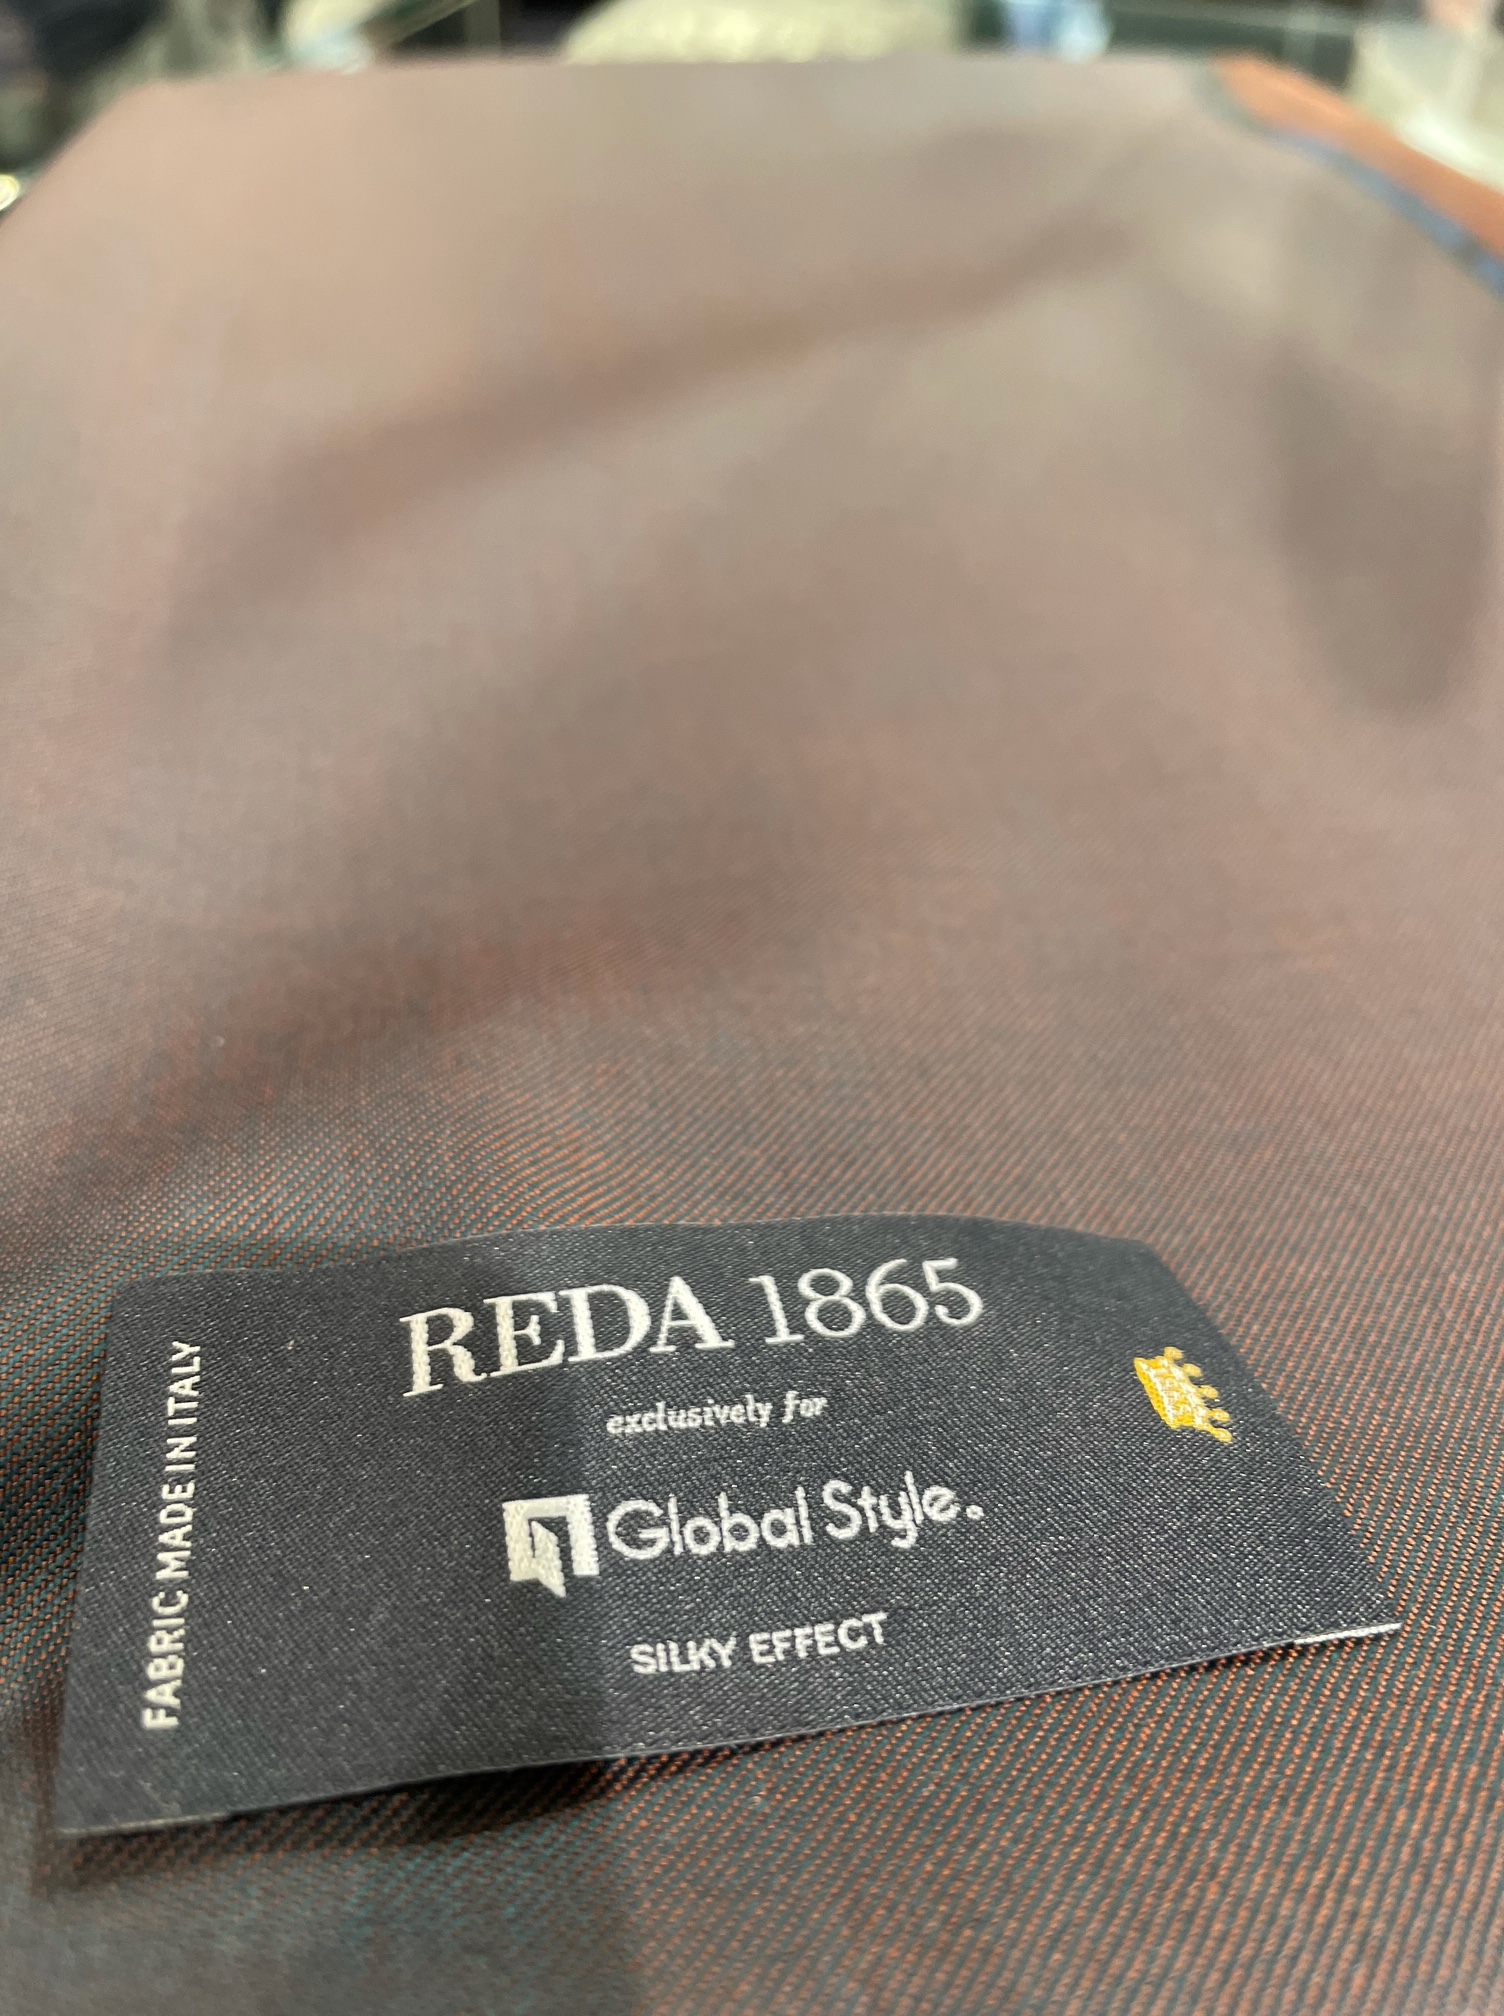 REDA 1865
exclusively for
Global Style.
SILKY EFFECT
FABRIC MADE IN ITALY